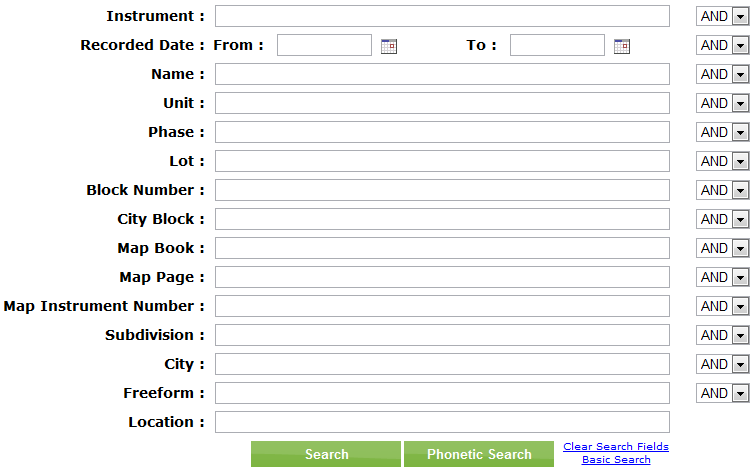 Instrument : AND
Recorded Date : From : To : AND
Name : AND
Unit : AND
Phase : AND
Lot : AND
Block Number : AND
City Block : AND
Map Book : AND
Map Page : AND
Map Instrument Number : AND
Subdivision : AND
City : AND
Freeform : AND
Location :
Search Phonetic Search Clear Search Fields
Basic Search